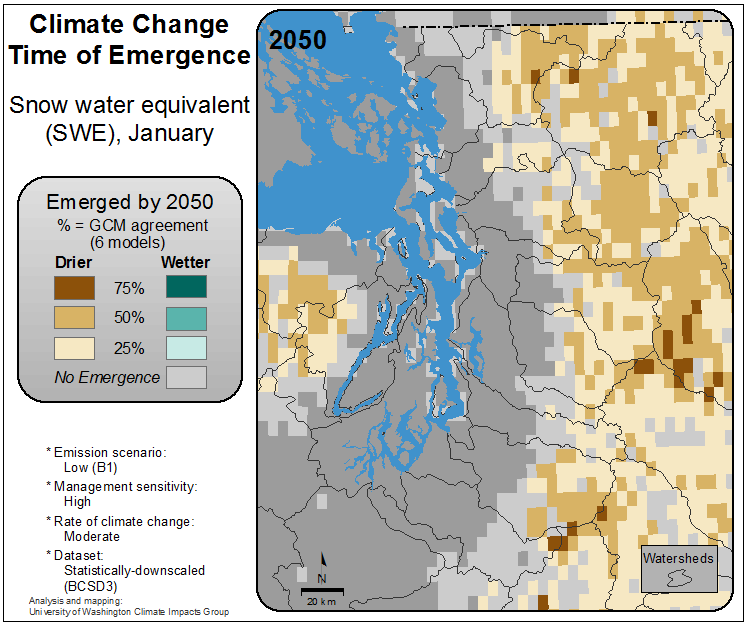 Climate Change
Time of Emergence
Snow water equivalent
(SWE), January
Emerged by 2050
% = GCM agreement
(6 models)
Drier Wetter
75%
50%
25%
No Emergence
* Emission scenario:
Low (B1)
* Management sensitivity:
High
* Rate of climate change:
Moderate
* Dataset:
Statistically-downscaled
(BCSD3)
Analysis and mapping:
University of Washington Climate Impacts Group
2050
N
20 km
Watersheds